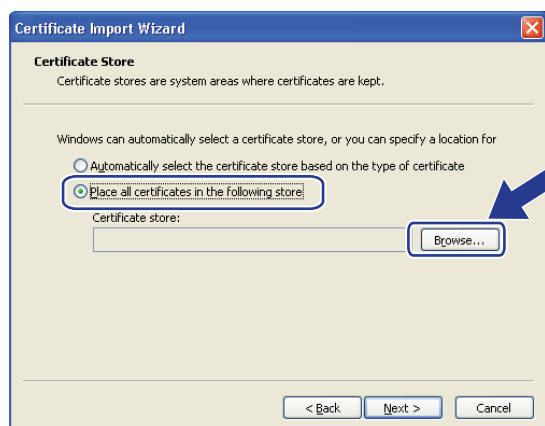 Certificate Import Wizard
Certificate Store
Certificate stores are system areas where certificates are kept.
Windows can automatically select a certificate store, or you can specify a location for
Automatically select the certificate store based on the type of certificate
Place all certificates in the following store
Certificate store:
Browse...
< Back Next > Cancel